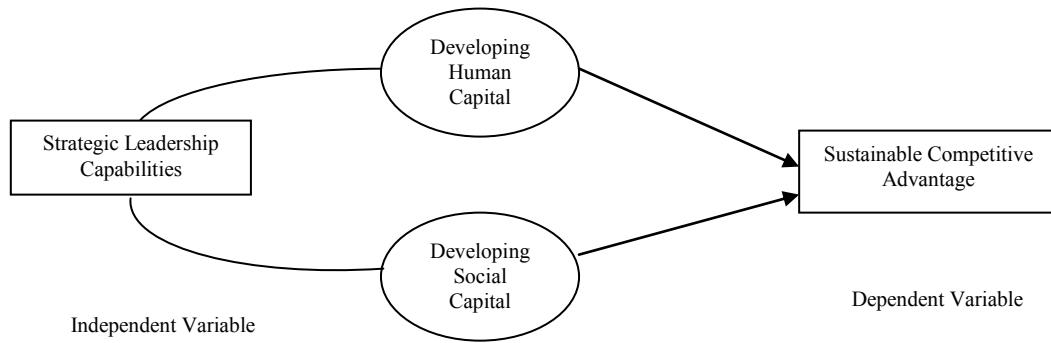 Developing
Human
Capital
Strategic Leadership
Capabilities
Sustainable Competitive
Advantage
Developing
Social
Capital
Independent Variable
Dependent Variable